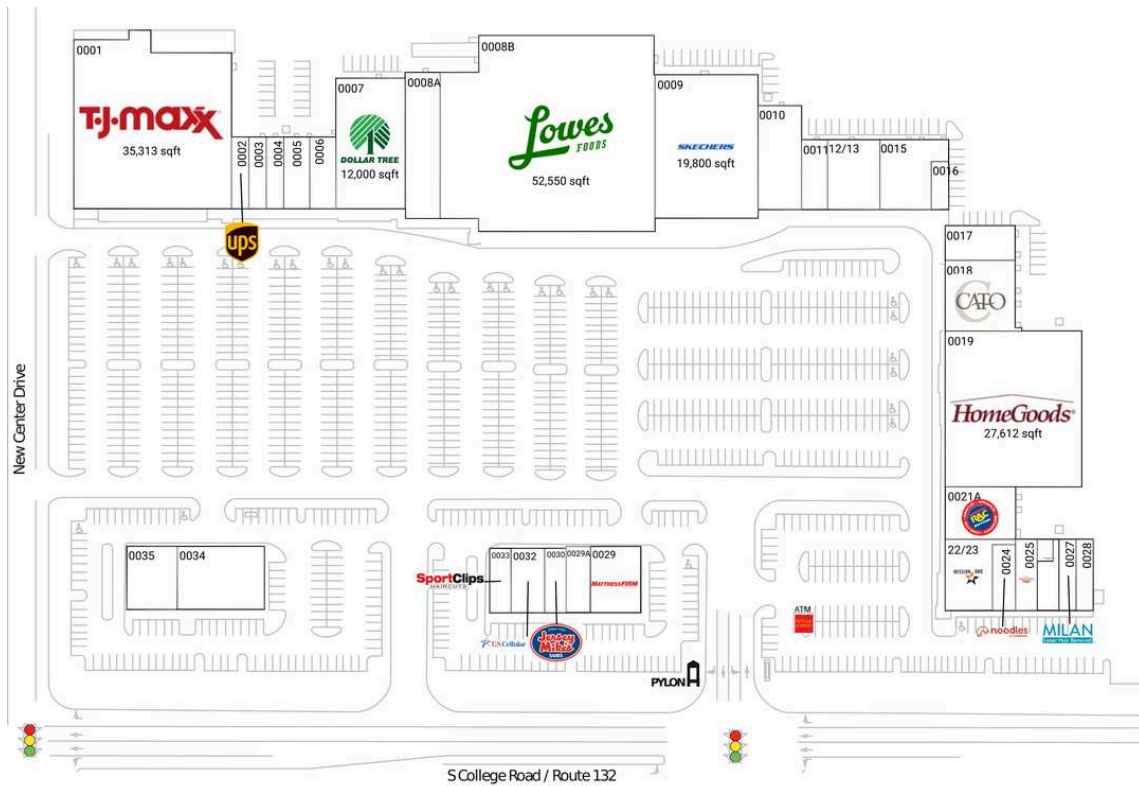 0001
T·J·maxx
35,313 sqft
0002
0003
0004
0005
0006
ups
0007
DOLLAR TREE
12,000 sqft
0008A
0008B
Lowes
FOODS
52,550 sqft
0009
SKECHERS
19,800 sqft
0010
0011
12/13
0015
0016
0017
0018
CATO
0019
HomeGoods
27,612 sqft
0021A
R&C
22/23
0024
0025
0027
0028
noodles
MILAN
Laser Hair Removal
New Center Drive
0035
0034
0033
0032
0030
0029A
0029
SportClips
HAIRCUTS
MATTRESS FIRM
U.S. Cellular
Jersey
Mike's
SUBS
ATM
WELLS
FARGO
PYLON
S College Road / Route 132